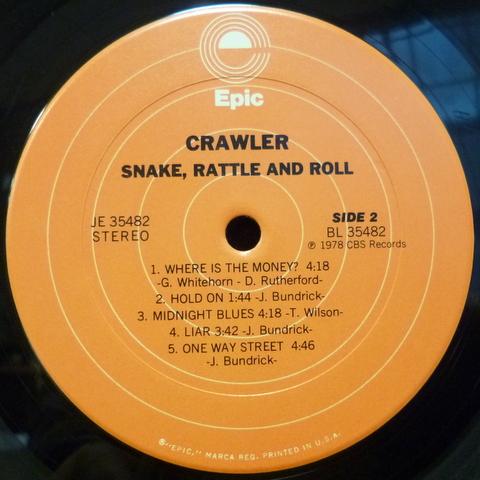 Epic
CRAWLER
SNAKE, RATTLE AND ROLL
JE 35482
STEREO
SIDE 2
BL 35482
℗ 1978 CBS Records
1. WHERE IS THE MONEY? 4:18
-G. Whitehorn - D. Rutherford-
2. HOLD ON 1:44 -J. Bundrick-
3. MIDNIGHT BLUES 4:18 -T. Wilson-
4. LIAR 3:42 -J. Bundrick-
5. ONE WAY STREET 4:46
-J. Bundrick-
"EPIC," MARCA REG. PRINTED IN U.S.A.